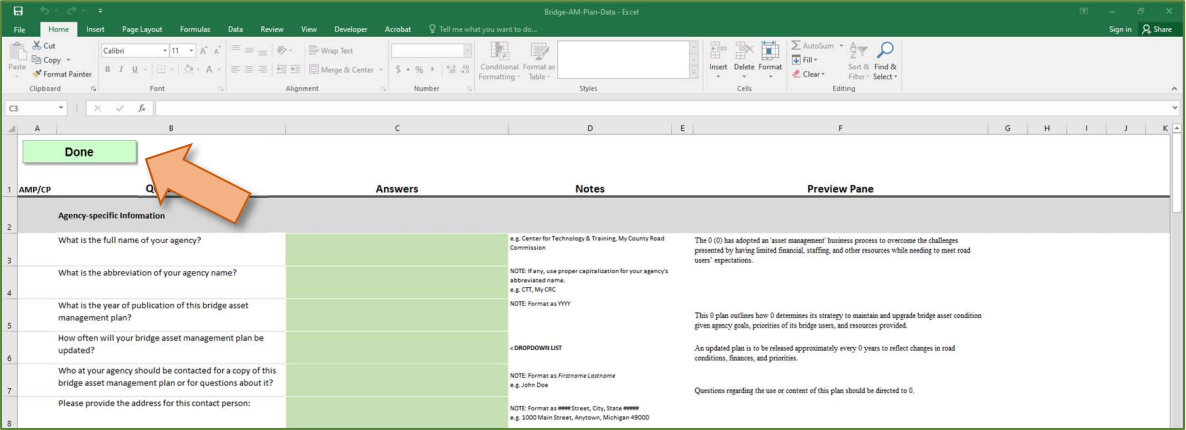 Bridge-AM-Plan-Data - Excel
File Home Insert Page Layout Formulas Data Review View Developer Acrobat Tell me what you want to do... Sign in Share
Cut
Copy
Format Painter
Paste
Clipboard
Calibri 11 A A
B I U A
Font
Wrap Text
Merge & Center
Alignment
$ % ,
Number
Conditional Formatting
Format as Table
Styles
Insert Delete Format
Cells
AutoSum
Fill
Clear
Sort & Filter
Find & Select
Editing
C3 fx
A B C D E F G H I J K
Done
1 AMP/CP Answers Notes Preview Pane
2 Agency-specific Information
3 What is the full name of your agency?
e.g. Center for Technology & Training, My County Road
Commission
The 0 (0) has adopted an 'asset management' business process to overcome the challenges
presented by having limited financial, staffing, and other resources while needing to meet road
users' expectations.
4 What is the abbreviation of your agency name?
NOTE: If any, use proper capitalization for your agency's
abbreviated name.
e.g. CTT, My CRC
5 What is the year of publication of this bridge asset
management plan?
NOTE: Format as YYYY
This 0 plan outlines how 0 determines its strategy to maintain and upgrade bridge asset condition
given agency goals, priorities of its bridge users, and resources provided.
6 How often will your bridge asset management plan be
updated?
< DROPDOWN LIST
An updated plan is to be released approximately every 0 years to reflect changes in road
conditions, finances, and priorities.
7 Who at your agency should be contacted for a copy of this
bridge asset management plan or for questions about it?
NOTE: Format as Firstname Lastname
e.g. John Doe
Questions regarding the use or content of this plan should be directed to 0.
8 Please provide the address for this contact person:
NOTE: Format as #### Street, City, State #####
e.g. 1000 Main Street, Anytown, Michigan 49000